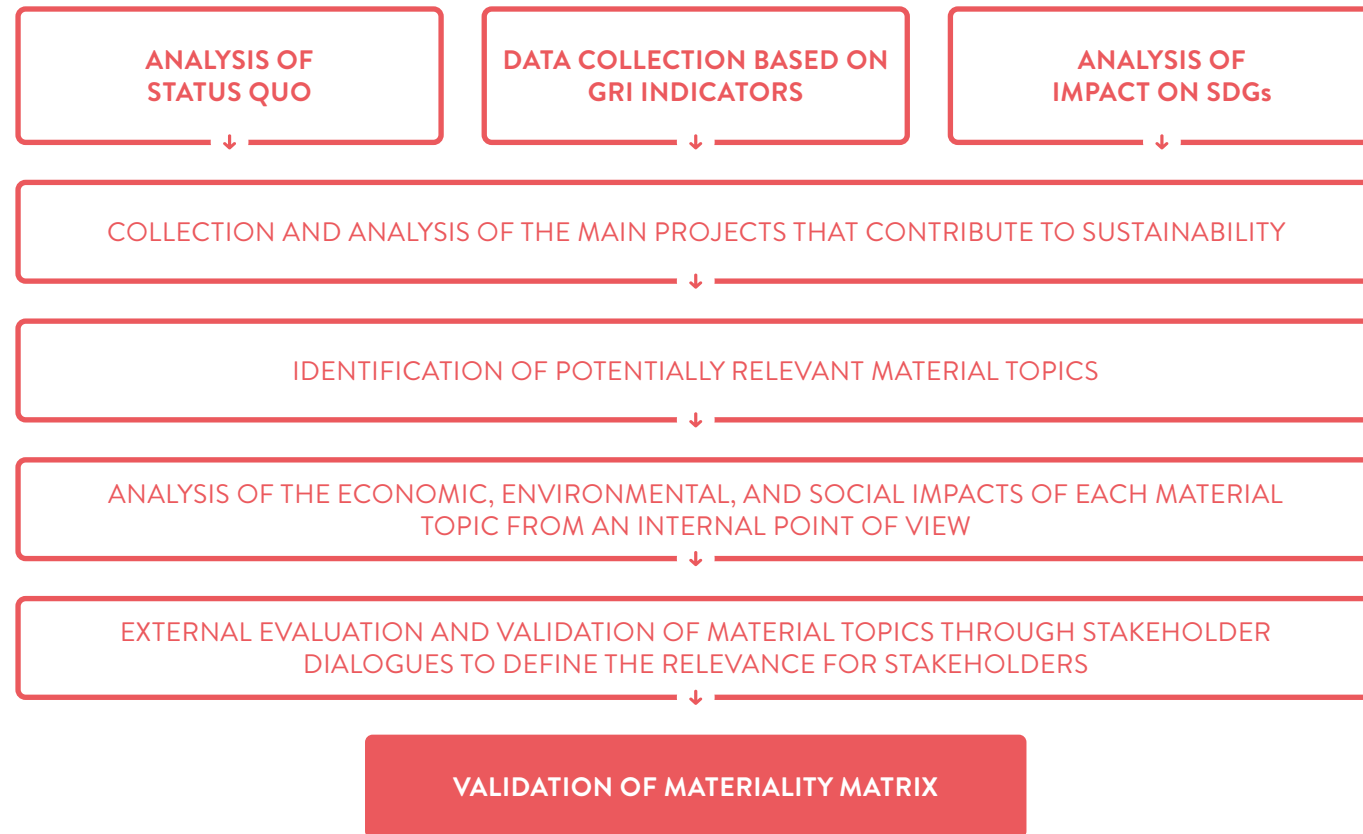 ANALYSIS OF
STATUS QUO
DATA COLLECTION BASED ON
GRI INDICATORS
ANALYSIS OF
IMPACT ON SDGs
COLLECTION AND ANALYSIS OF THE MAIN PROJECTS THAT CONTRIBUTE TO SUSTAINABILITY
IDENTIFICATION OF POTENTIALLY RELEVANT MATERIAL TOPICS
ANALYSIS OF THE ECONOMIC, ENVIRONMENTAL, AND SOCIAL IMPACTS OF EACH MATERIAL
TOPIC FROM AN INTERNAL POINT OF VIEW
EXTERNAL EVALUATION AND VALIDATION OF MATERIAL TOPICS THROUGH STAKEHOLDER
DIALOGUES TO DEFINE THE RELEVANCE FOR STAKEHOLDERS
VALIDATION OF MATERIALITY MATRIX